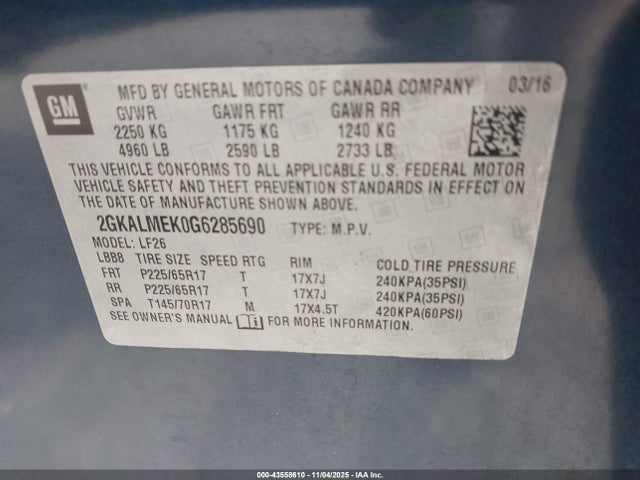 GM
MFD BY GENERAL MOTORS OF CANADA COMPANY 03/16
GVWR GAWR FRT GAWR RR
2250 KG 1175 KG 1240 KG
4960 LB 2590 LB 2733 LB
THIS VEHICLE CONFORMS TO ALL APPLICABLE U.S. FEDERAL MOTOR
VEHICLE SAFETY AND THEFT PREVENTION STANDARDS IN EFFECT ON
THE DATE OF MANUFACTURE SHOWN ABOVE.
2GKALMEK0G6285690 TYPE: M.P.V.
MODEL: LF26
LBB8 TIRE SIZE SPEED RTG RIM COLD TIRE PRESSURE
FRT P225/65R17 T 17X7J 240KPA(35PSI)
RR P225/65R17 T 17X7J 240KPA(35PSI)
SPA T145/70R17 M 17X4.5T 420KPA(60PSI)
SEE OWNER'S MANUAL FOR MORE INFORMATION.
000-43558610 - 11/04/2025 - IAA Inc.